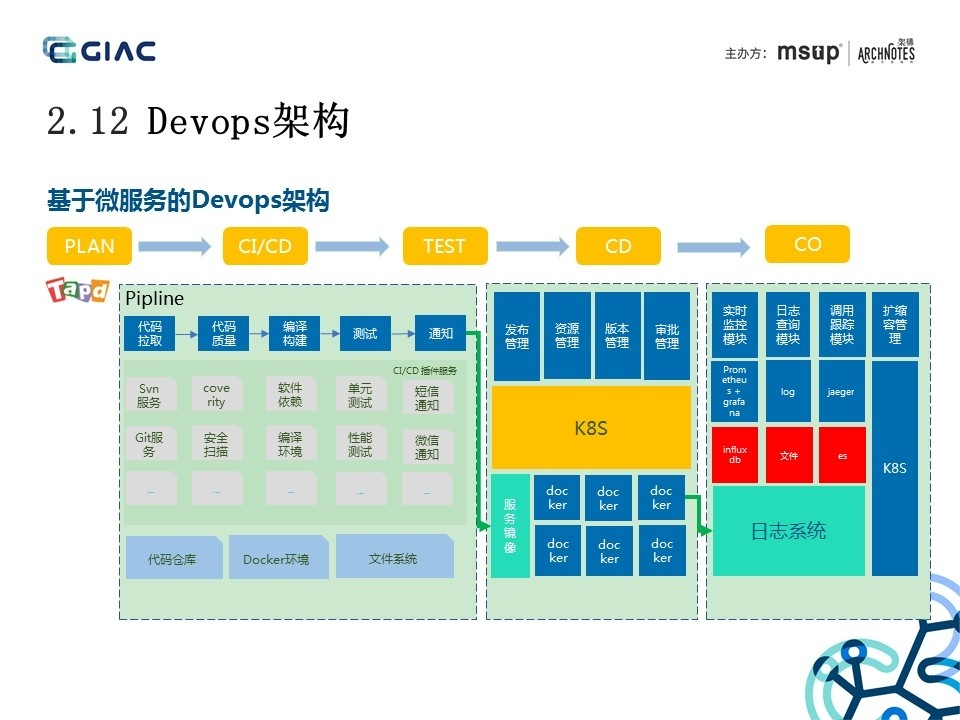 GIAC
主办方:
msup®
架構
ARCHNOTES
2.12 Devops架构
基于微服务的Devops架构
PLAN
CI/CD
TEST
CD
CO
Tapd
Pipline
代码
拉取
代码
质量
编译
构建
测试
通知
CI/CD 插件服务
Svn
服务
cove
rity
软件
依赖
单元
测试
短信
通知
Git服
务
安全
扫描
编译
环境
性能
测试
微信
通知
...
...
...
...
...
代码仓库
Docker环境
文件系统
发布
管理
资源
管理
版本
管理
审批
管理
K8S
服
务
镜
像
doc
ker
doc
ker
doc
ker
doc
ker
doc
ker
doc
ker
实时
监控
模块
日志
查询
模块
调用
跟踪
模块
扩缩
容管
理
Prom
etheu
s +
grafa
na
log
jaeger
influx
db
文件
es
K8S
日志系统